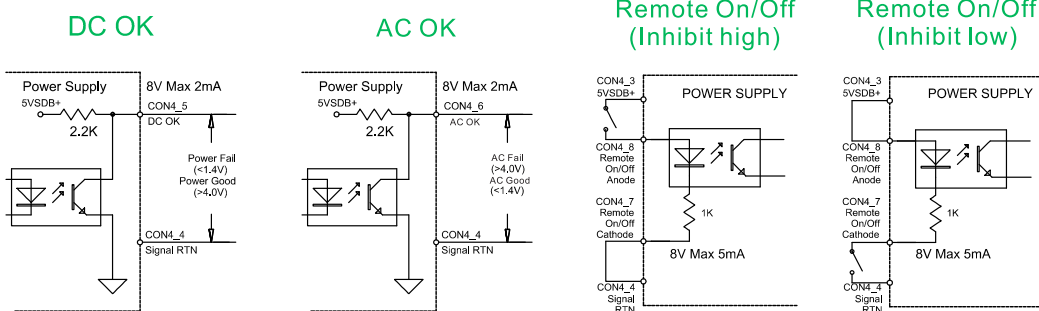 DC OK
Power Supply
8V Max 2mA
5VSDB+
CON4_5
DC OK
2.2K
Power Fail
(<1.4V)
Power Good
(>4.0V)
CON4_4
Signal RTN
AC OK
Power Supply
8V Max 2mA
5VSDB+
CON4_6
AC OK
2.2K
AC Fail
(>4.0V)
AC Good
(<1.4V)
CON4_4
Signal RTN
Remote On/Off
(Inhibit high)
CON4_3
5VSDB+
POWER SUPPLY
CON4_8
Remote
On/Off
Anode
CON4_7
Remote
On/Off
Cathode
1K
8V Max 5mA
CON4_4
Signal
RTN
Remote On/Off
(Inhibit low)
CON4_3
5VSDB+
POWER SUPPLY
CON4_8
Remote
On/Off
Anode
CON4_7
Remote
On/Off
Cathode
1K
8V Max 5mA
CON4_4
Signal
RTN